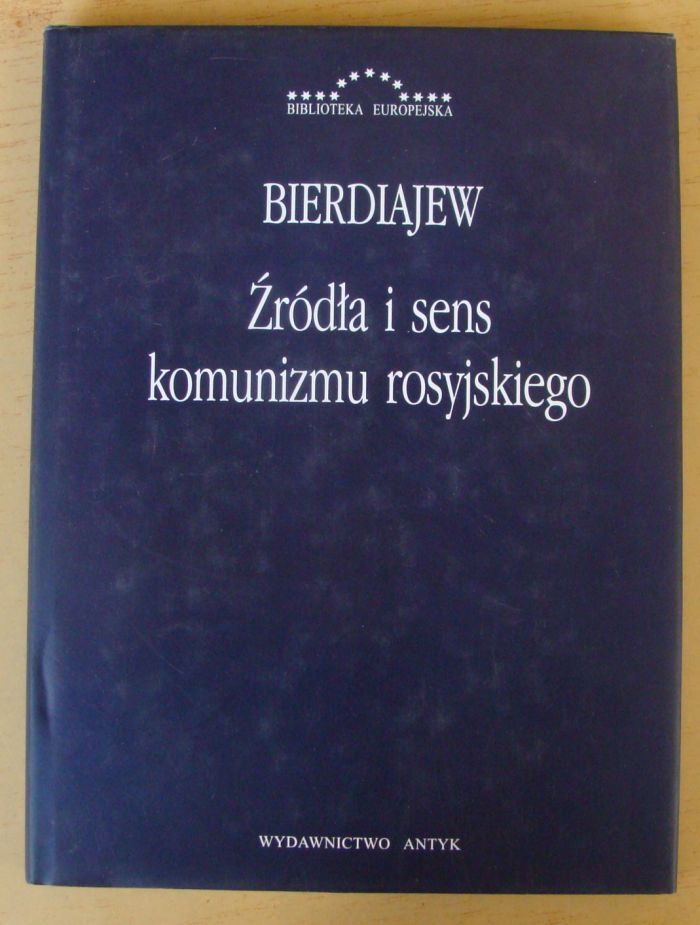 BIBLIOTEKA EUROPEJSKA
BIERDIAJEW
Źródła i sens
komunizmu rosyjskiego
WYDAWNICTWO ANTYK